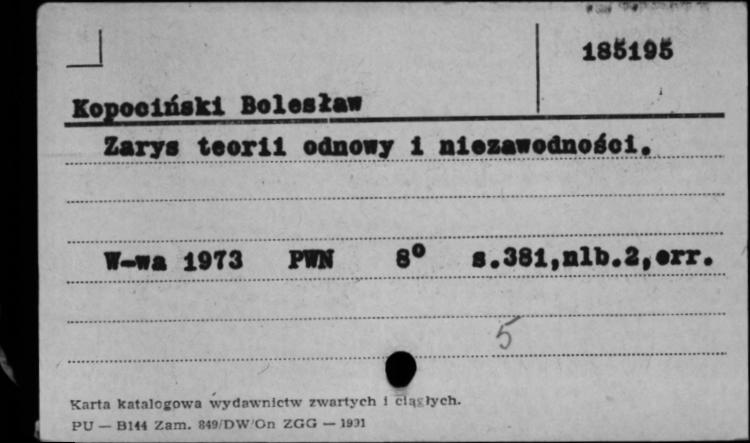 185195
Kopociński Bolesław
Zarys teorii odnowy i niezawodności.
W-wa 1973 PWN 8° s.381,nlb.2,err.
5
Karta katalogowa wydawnictw zwartych i ciągłych.
PU — B144 Zam. 849/DW/On ZGG — 1991